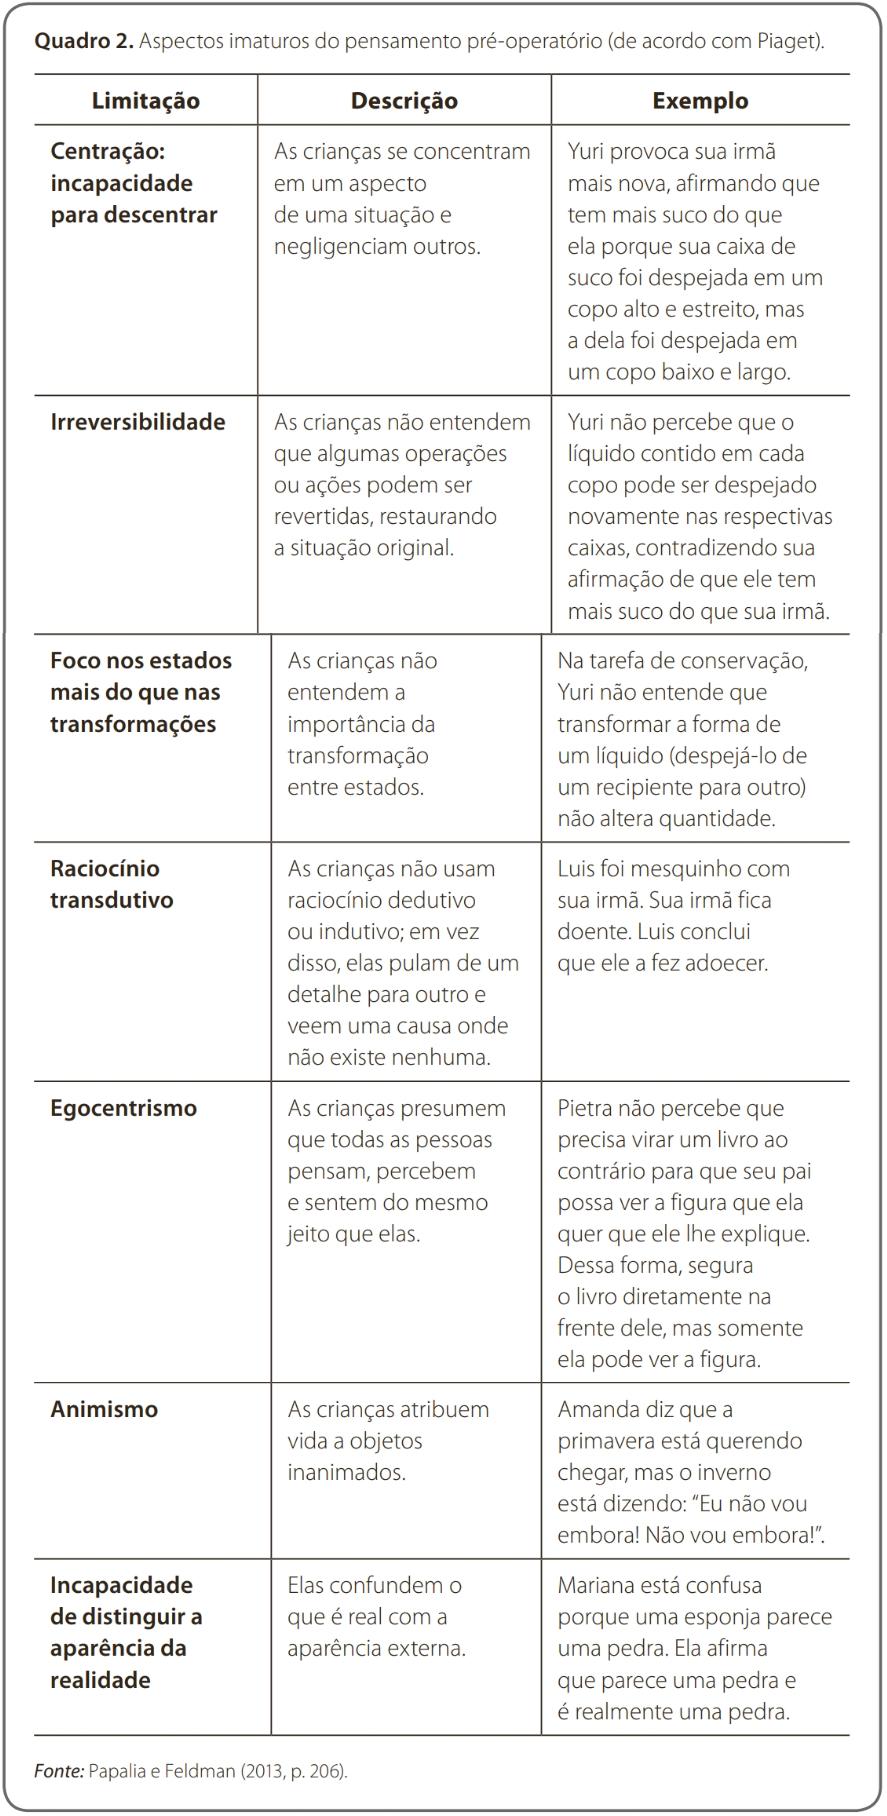 Quadro 2. Aspectos imaturos do pensamento pré-operatório (de acordo com Piaget).
Limitação Descrição Exemplo
Centração:
incapacidade
para descentrar
As crianças se concentram
em um aspecto
de uma situação e
negligenciam outros.
Yuri provoca sua irmã
mais nova, afirmando que
tem mais suco do que
ela porque sua caixa de
suco foi despejada em um
copo alto e estreito, mas
a dela foi despejada em
um copo baixo e largo.
Irreversibilidade
As crianças não entendem
que algumas operações
ou ações podem ser
revertidas, restaurando
a situação original.
Yuri não percebe que o
líquido contido em cada
copo pode ser despejado
novamente nas respectivas
caixas, contradizendo sua
afirmação de que ele tem
mais suco do que sua irmã.
Foco nos estados
mais do que nas
transformações
As crianças não
entendem a
importância da
transformação
entre estados.
Na tarefa de conservação,
Yuri não entende que
transformar a forma de
um líquido (despejá-lo de
um recipiente para outro)
não altera quantidade.
Raciocínio
transdutivo
As crianças não usam
raciocínio dedutivo
ou indutivo; em vez
disso, elas pulam de um
detalhe para outro e
veem uma causa onde
não existe nenhuma.
Luis foi mesquinho com
sua irmã. Sua irmã fica
doente. Luis conclui
que ele a fez adoecer.
Egocentrismo
As crianças presumem
que todas as pessoas
pensam, percebem
e sentem do mesmo
jeito que elas.
Pietra não percebe que
precisa virar um livro ao
contrário para que seu pai
possa ver a figura que ela
quer que ele lhe explique.
Dessa forma, segura
o livro diretamente na
frente dele, mas somente
ela pode ver a figura.
Animismo
As crianças atribuem
vida a objetos
inanimados.
Amanda diz que a
primavera está querendo
chegar, mas o inverno
está dizendo: “Eu não vou
embora! Não vou embora!”.
Incapacidade
de distinguir a
aparência da
realidade
Elas confundem o
que é real com a
aparência externa.
Mariana está confusa
porque uma esponja parece
uma pedra. Ela afirma
que parece uma pedra e
é realmente uma pedra.
Fonte: Papalia e Feldman (2013, p. 206).